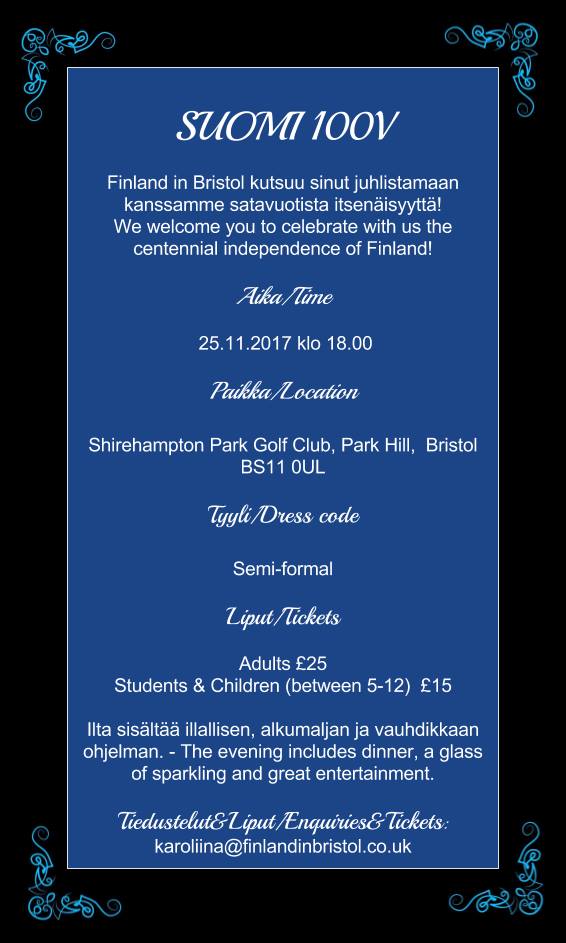 SUOMI 100V
Finland in Bristol kutsuu sinut juhlistamaan
kanssamme satavuotista itsenäisyyttä!
We welcome you to celebrate with us the
centennial independence of Finland!
Aika/Time
25.11.2017 klo 18.00
Paikka/Location
Shirehampton Park Golf Club, Park Hill, Bristol
BS11 0UL
Tyyli/Dress code
Semi-formal
Liput/Tickets
Adults £25
Students & Children (between 5-12) £15
Ilta sisältää illallisen, alkumaljan ja vauhdikkaan
ohjelman. - The evening includes dinner, a glass
of sparkling and great entertainment.
Tiedustelut&Liput/Enquiries&Tickets:
karoliina@finlandinbristol.co.uk